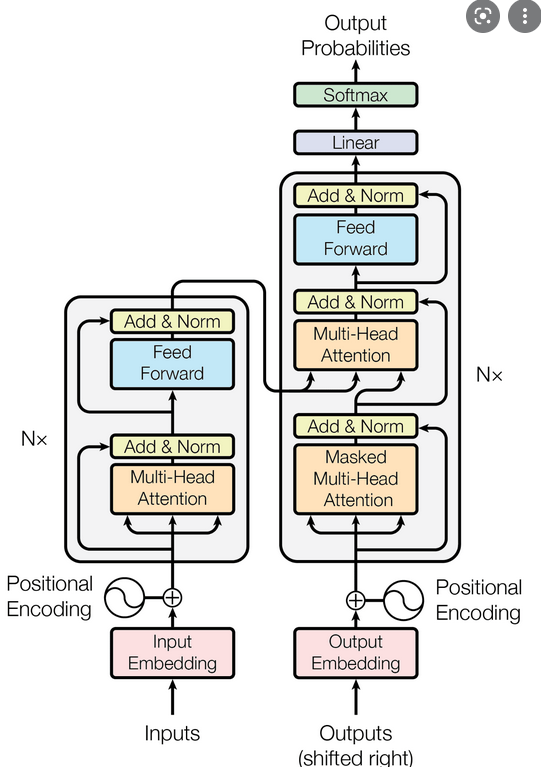 Output
Probabilities
Softmax
Linear
Add & Norm
Feed
Forward
Add & Norm
Multi-Head
Attention
Add & Norm
Masked
Multi-Head
Attention
N×
Add & Norm
Feed
Forward
Add & Norm
Multi-Head
Attention
N×
Positional
Encoding
Positional
Encoding
Input
Embedding
Output
Embedding
Inputs
Outputs
(shifted right)